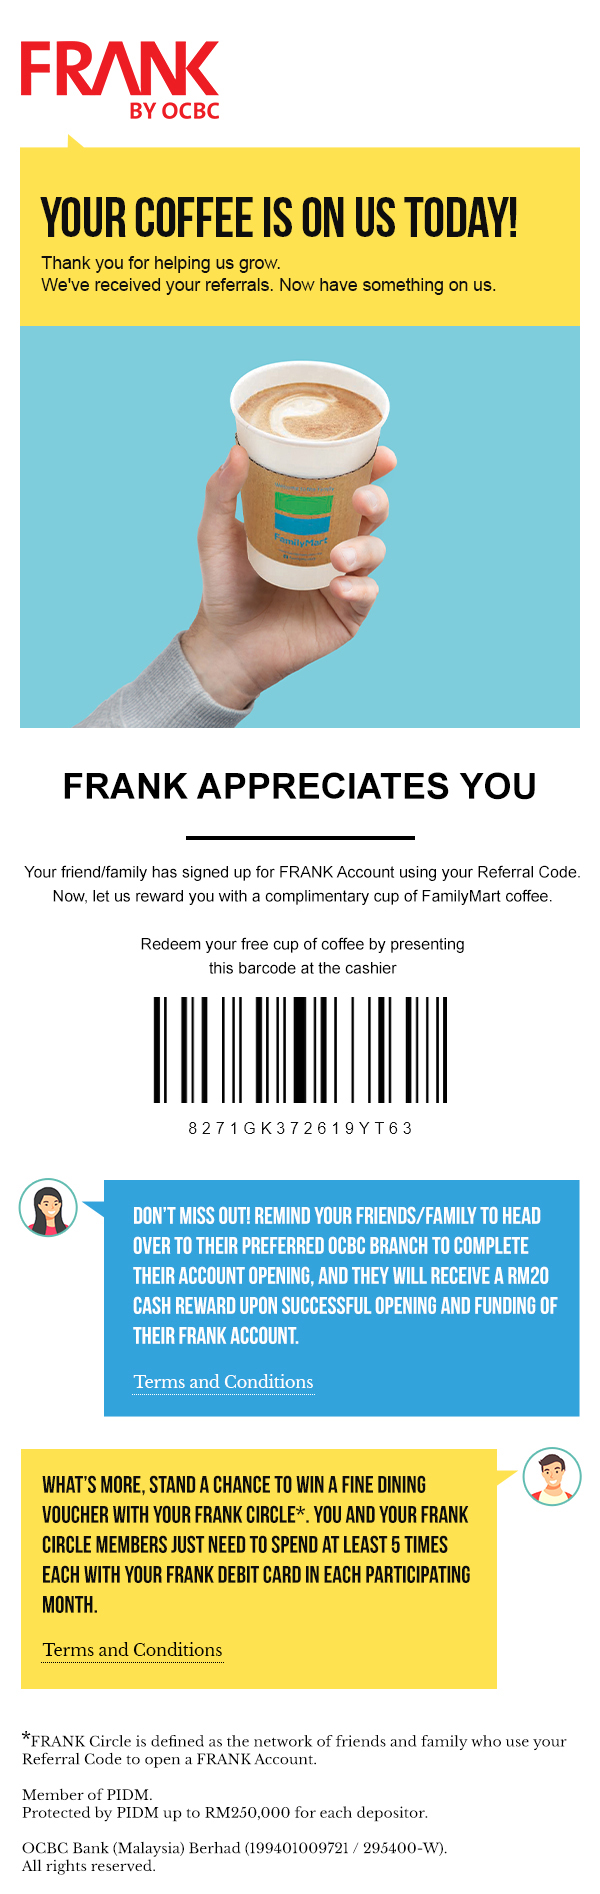 FRANK
BY OCBC
YOUR COFFEE IS ON US TODAY!
Thank you for helping us grow.
We've received your referrals. Now have something on us.
FamilyMart
FRANK APPRECIATES YOU
Your friend/family has signed up for FRANK Account using your Referral Code.
Now, let us reward you with a complimentary cup of FamilyMart coffee.
Redeem your free cup of coffee by presenting
this barcode at the cashier
8271GK372619YT63
DON'T MISS OUT! REMIND YOUR FRIENDS/FAMILY TO HEAD
OVER TO THEIR PREFERRED OCBC BRANCH TO COMPLETE
THEIR ACCOUNT OPENING, AND THEY WILL RECEIVE A RM20
CASH REWARD UPON SUCCESSFUL OPENING AND FUNDING OF
THEIR FRANK ACCOUNT.
Terms and Conditions
WHAT'S MORE, STAND A CHANCE TO WIN A FINE DINING
VOUCHER WITH YOUR FRANK CIRCLE*. YOU AND YOUR FRANK
CIRCLE MEMBERS JUST NEED TO SPEND AT LEAST 5 TIMES
EACH WITH YOUR FRANK DEBIT CARD IN EACH PARTICIPATING
MONTH.
Terms and Conditions
*FRANK Circle is defined as the network of friends and family who use your
Referral Code to open a FRANK Account.
Member of PIDM.
Protected by PIDM up to RM250,000 for each depositor.
OCBC Bank (Malaysia) Berhad (199401009721 / 295400-W).
All rights reserved.